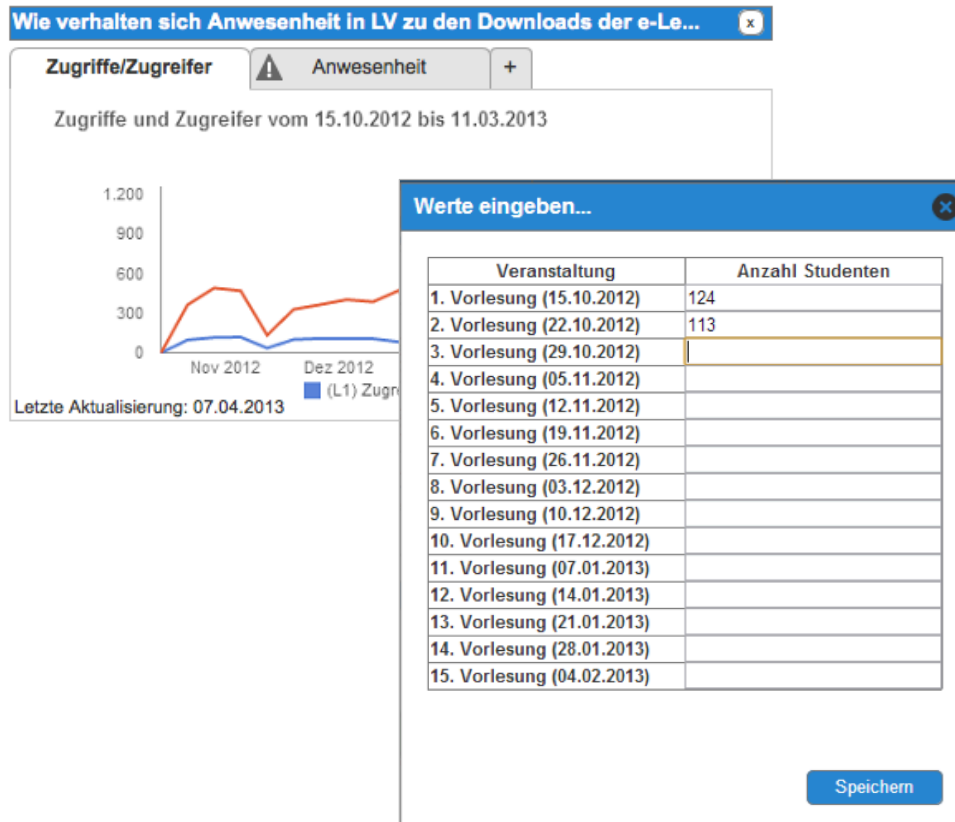 Wie verhalten sich Anwesenheit in LV zu den Downloads der e-Le... x
Zugriffe/Zugreifer Anwesenheit +
Zugriffe und Zugreifer vom 15.10.2012 bis 11.03.2013
1.200
900
600
300
0
Nov 2012 Dez 2012
(L1) Zugre
Letzte Aktualisierung: 07.04.2013
Werte eingeben...
Veranstaltung Anzahl Studenten
1. Vorlesung (15.10.2012) 124
2. Vorlesung (22.10.2012) 113
3. Vorlesung (29.10.2012)
4. Vorlesung (05.11.2012)
5. Vorlesung (12.11.2012)
6. Vorlesung (19.11.2012)
7. Vorlesung (26.11.2012)
8. Vorlesung (03.12.2012)
9. Vorlesung (10.12.2012)
10. Vorlesung (17.12.2012)
11. Vorlesung (07.01.2013)
12. Vorlesung (14.01.2013)
13. Vorlesung (21.01.2013)
14. Vorlesung (28.01.2013)
15. Vorlesung (04.02.2013)
Speichern